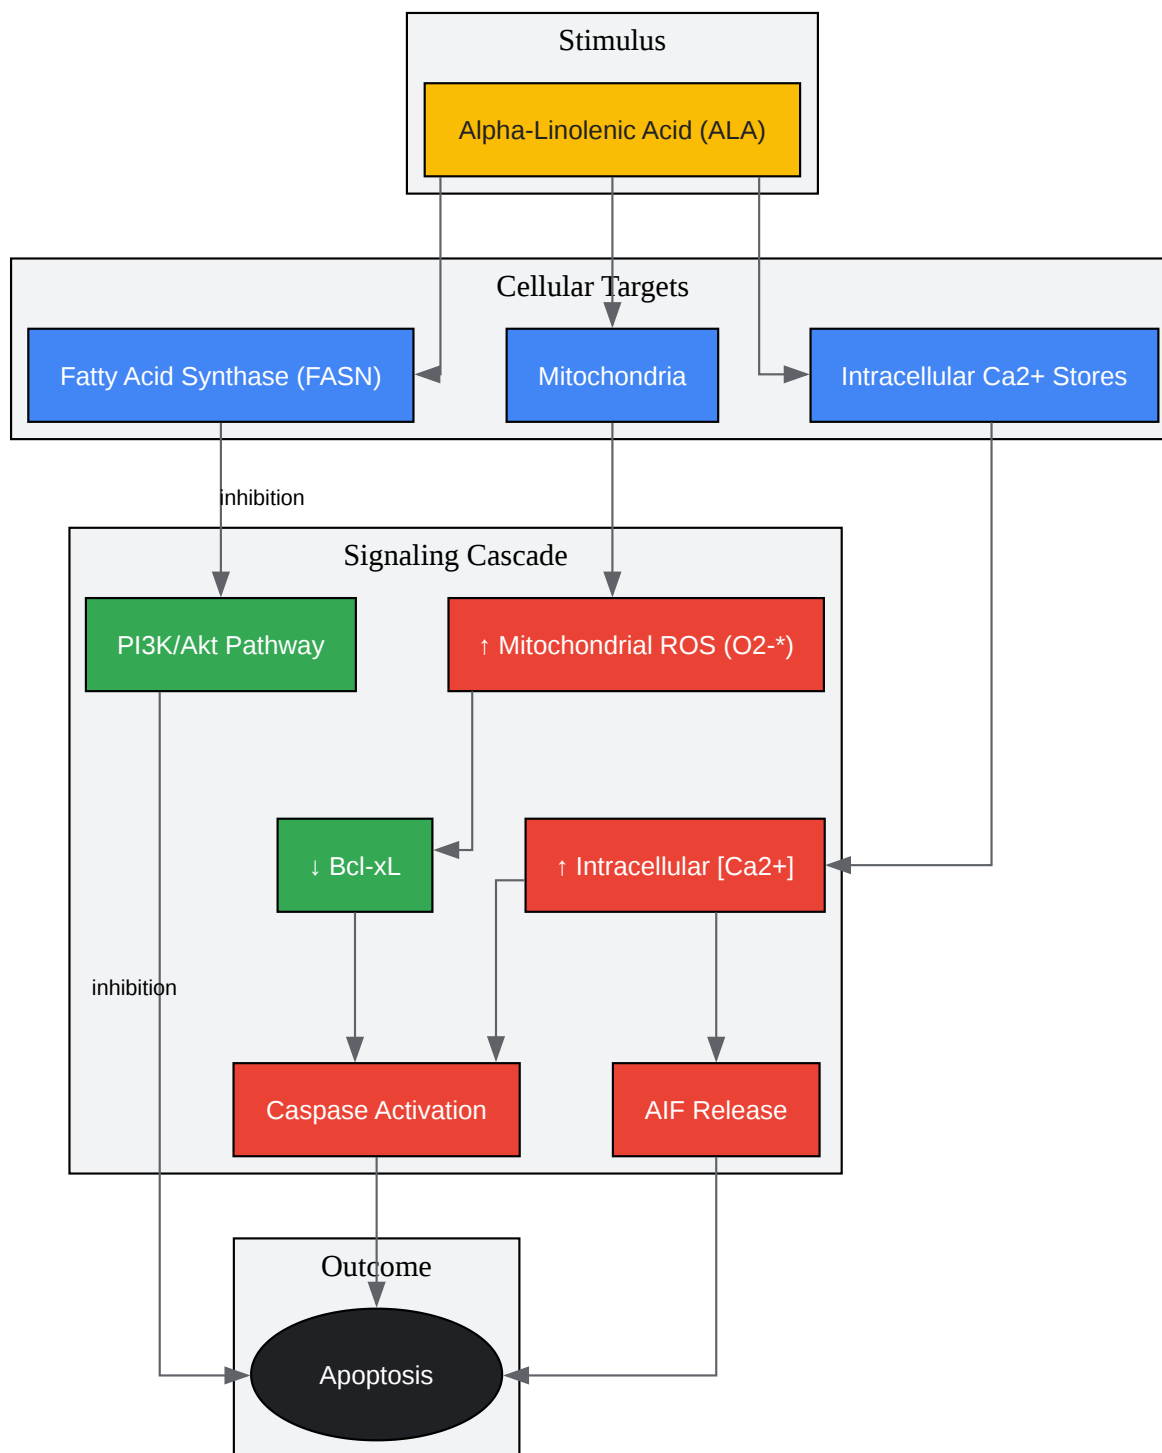 Stimulus
Alpha-Linolenic Acid (ALA)
Cellular Targets
Fatty Acid Synthase (FASN)
Mitochondria
Intracellular Ca2+ Stores
inhibition
Signaling Cascade
PI3K/Akt Pathway
↑ Mitochondrial ROS (O2-*)
↓ Bcl-xL
↑ Intracellular [Ca2+]
inhibition
Caspase Activation
AIF Release
Outcome
Apoptosis